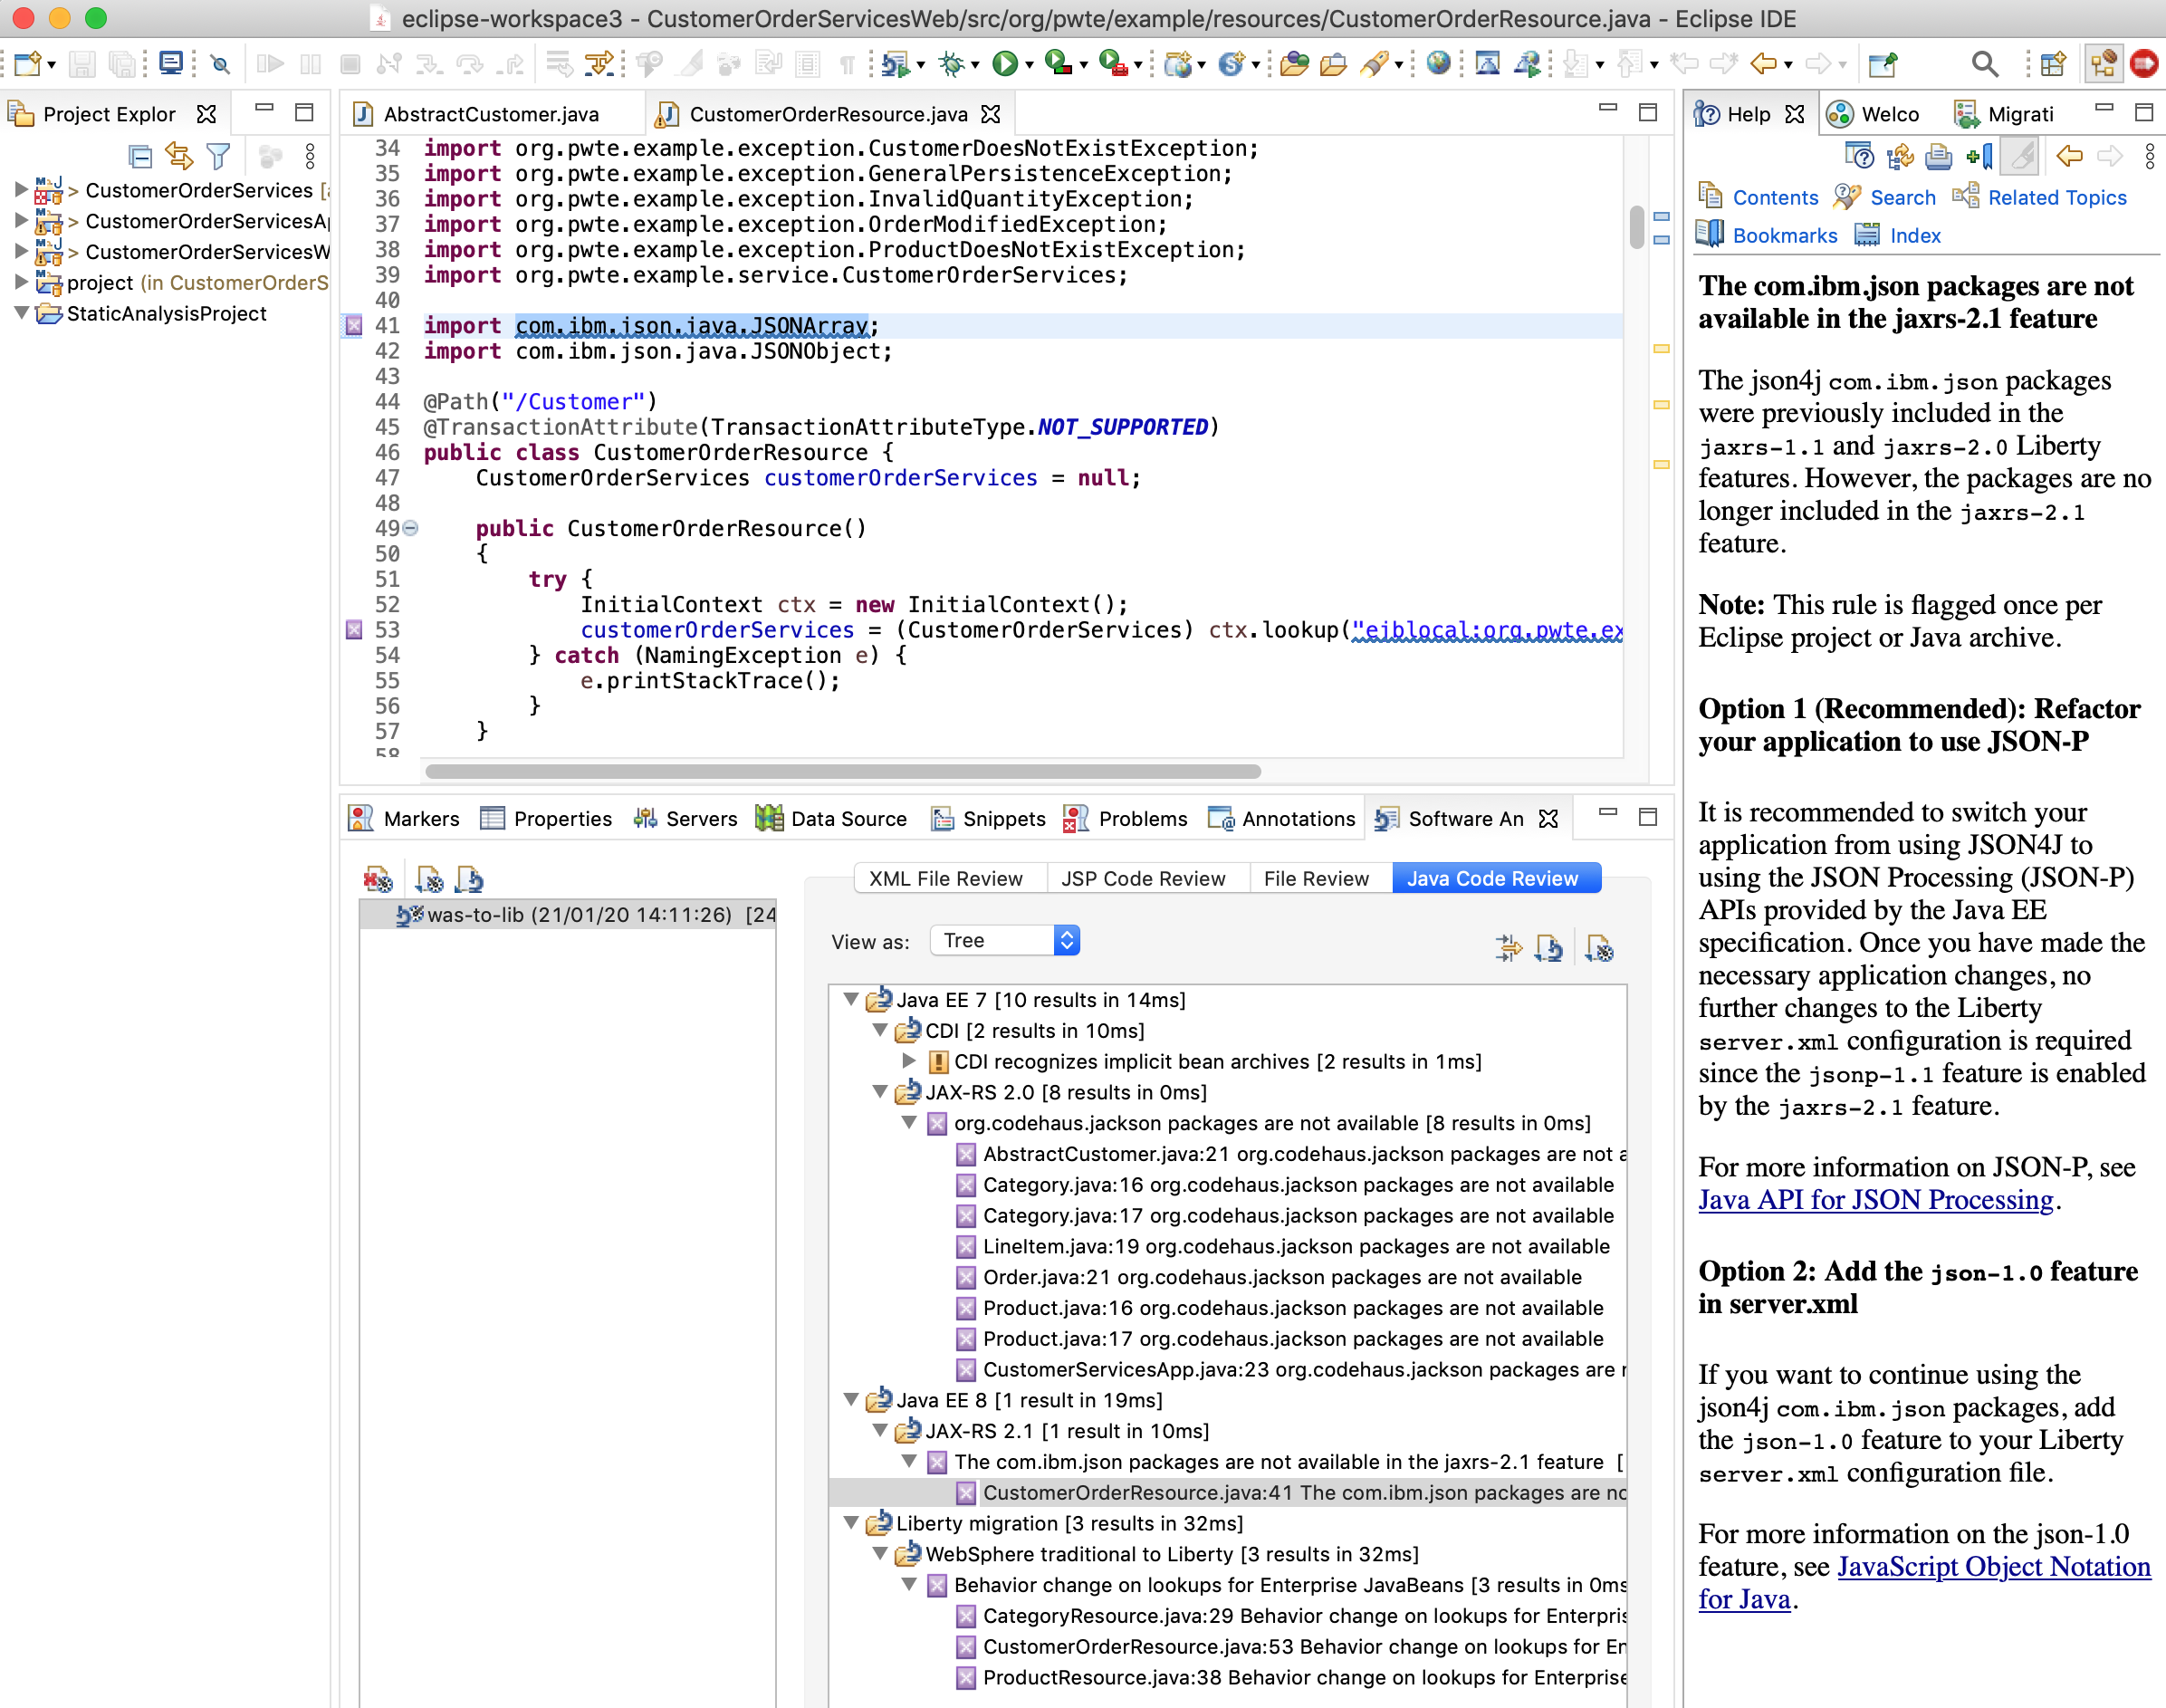 eclipse-workspace3 - CustomerOrderServicesWeb/src/org/pwte/example/resources/CustomerOrderResource.java - Eclipse IDE
Project Explor
> CustomerOrderServices
> CustomerOrderServicesA
> CustomerOrderServicesW
project (in CustomerOrderS
StaticAnalysisProject
AbstractCustomer.java
CustomerOrderResource.java
34 import org.pwte.example.exception.CustomerDoesNotExistException;
35 import org.pwte.example.exception.GeneralPersistenceException;
36 import org.pwte.example.exception.InvalidQuantityException;
37 import org.pwte.example.exception.OrderModifiedException;
38 import org.pwte.example.exception.ProductDoesNotExistException;
39 import org.pwte.example.service.CustomerOrderServices;
40
41 import com.ibm.json.java.JSONArray;
42 import com.ibm.json.java.JSONObject;
43
44 @Path("/Customer")
45 @TransactionAttribute(TransactionAttributeType.NOT_SUPPORTED)
46 public class CustomerOrderResource {
47 CustomerOrderServices customerOrderServices = null;
48
49 public CustomerOrderResource()
50 {
51 try {
52 InitialContext ctx = new InitialContext();
53 customerOrderServices = (CustomerOrderServices) ctx.lookup("ejblocal:org.pwte.ex
54 } catch (NamingException e) {
55 e.printStackTrace();
56 }
57 }
58
Markers Properties Servers Data Source Snippets Problems Annotations Software An
was-to-lib (21/01/20 14:11:26) [24
XML File Review JSP Code Review File Review Java Code Review
View as: Tree
Java EE 7 [10 results in 14ms]
CDI [2 results in 10ms]
CDI recognizes implicit bean archives [2 results in 1ms]
JAX-RS 2.0 [8 results in 0ms]
org.codehaus.jackson packages are not available [8 results in 0ms]
AbstractCustomer.java:21 org.codehaus.jackson packages are not a
Category.java:16 org.codehaus.jackson packages are not available
Category.java:17 org.codehaus.jackson packages are not available
LineItem.java:19 org.codehaus.jackson packages are not available
Order.java:21 org.codehaus.jackson packages are not available
Product.java:16 org.codehaus.jackson packages are not available
Product.java:17 org.codehaus.jackson packages are not available
CustomerServicesApp.java:23 org.codehaus.jackson packages are
Java EE 8 [1 result in 19ms]
JAX-RS 2.1 [1 result in 10ms]
The com.ibm.json packages are not available in the jaxrs-2.1 feature [
CustomerOrderResource.java:41 The com.ibm.json packages are no
Liberty migration [3 results in 32ms]
WebSphere traditional to Liberty [3 results in 32ms]
Behavior change on lookups for Enterprise JavaBeans [3 results in 0ms
CategoryResource.java:29 Behavior change on lookups for Enterpris
CustomerOrderResource.java:53 Behavior change on lookups for En
ProductResource.java:38 Behavior change on lookups for Enterprise
Help Welco Migrati
Contents Search Related Topics
Bookmarks Index
The com.ibm.json packages are not
available in the jaxrs-2.1 feature
The json4j com.ibm.json packages
were previously included in the
jaxrs-1.1 and jaxrs-2.0 Liberty
features. However, the packages are no
longer included in the jaxrs-2.1
feature.
Note: This rule is flagged once per
Eclipse project or Java archive.
Option 1 (Recommended): Refactor
your application to use JSON-P
It is recommended to switch your
application from using JSON4J to
using the JSON Processing (JSON-P)
APIs provided by the Java EE
specification. Once you have made the
necessary application changes, no
further changes to the Liberty
server.xml configuration is required
since the jsonp-1.1 feature is enabled
by the jaxrs-2.1 feature.
For more information on JSON-P, see
Java API for JSON Processing.
Option 2: Add the json-1.0 feature
in server.xml
If you want to continue using the
json4j com.ibm.json packages, add
the json-1.0 feature to your Liberty
server.xml configuration file.
For more information on the json-1.0
feature, see JavaScript Object Notation
for Java.